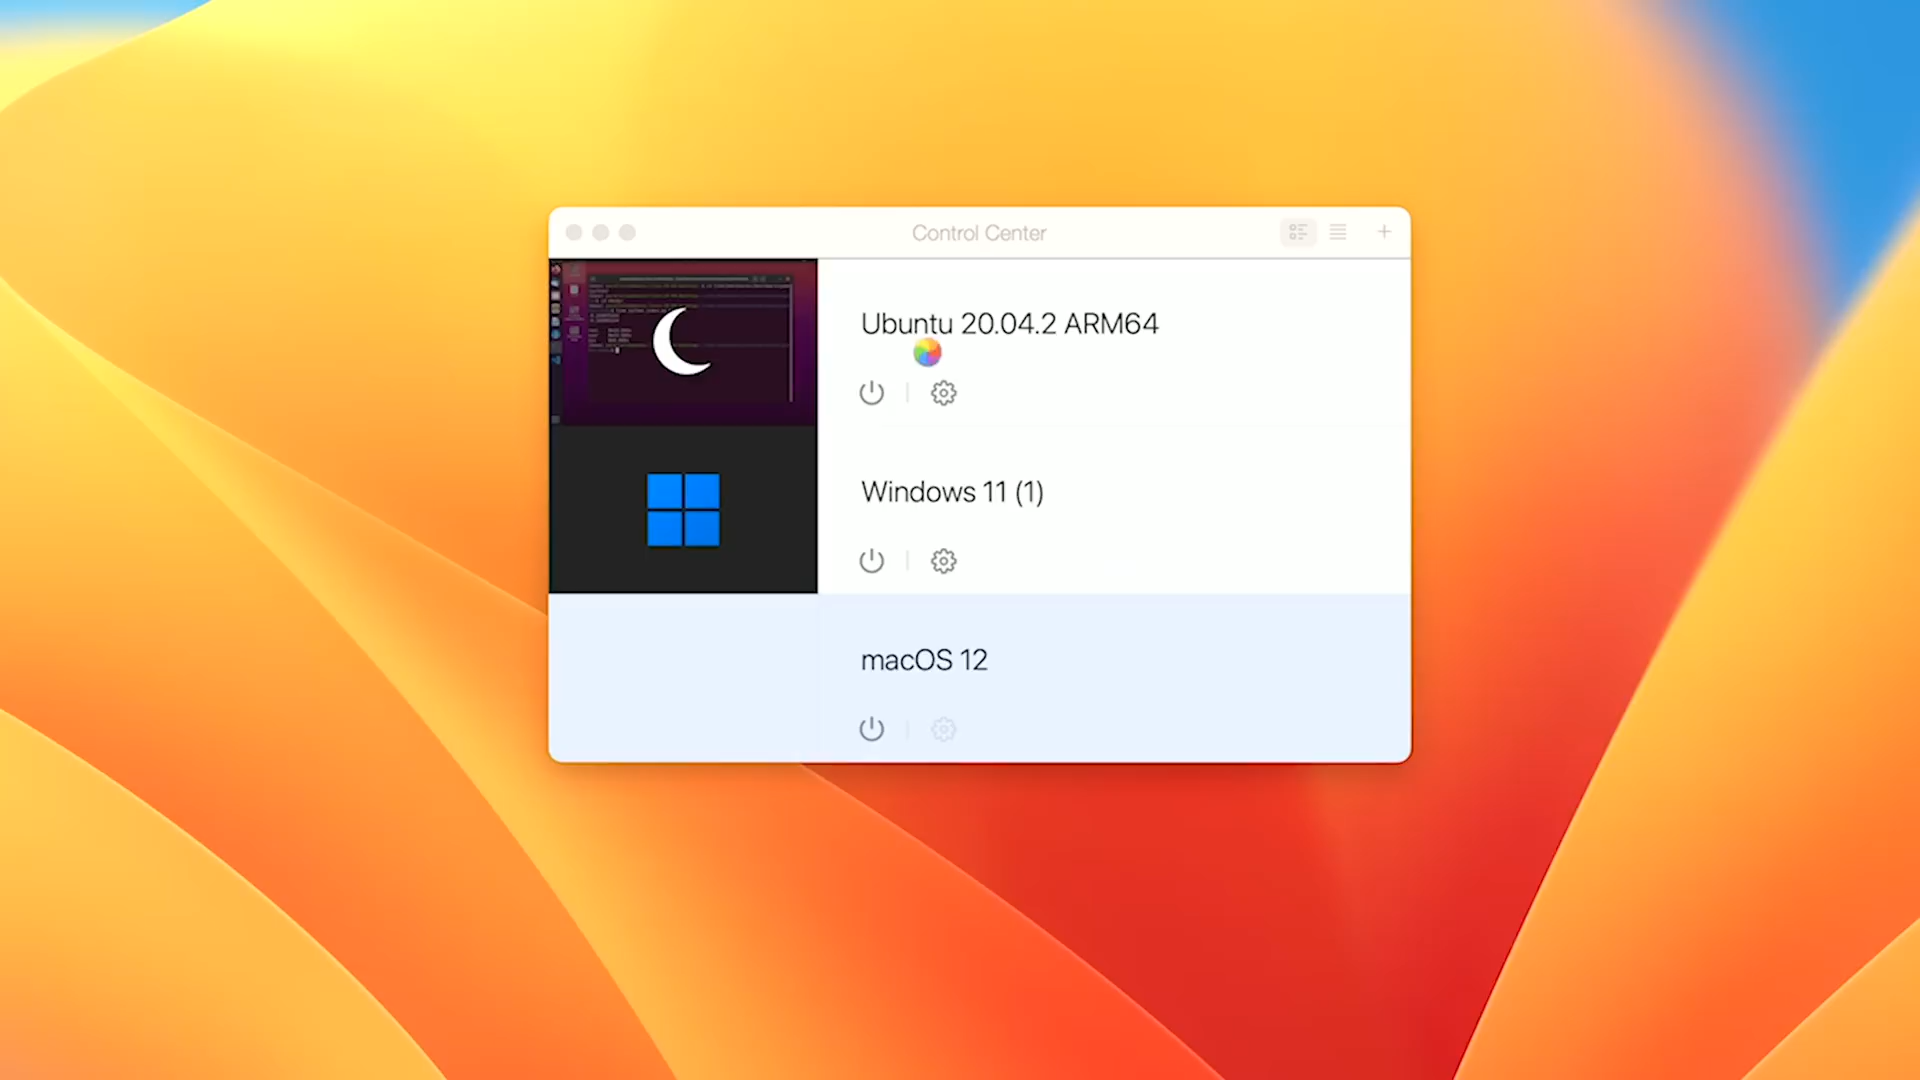 Control Center
Ubuntu 20.04.2 ARM64
Windows 11 (1)
macOS 12